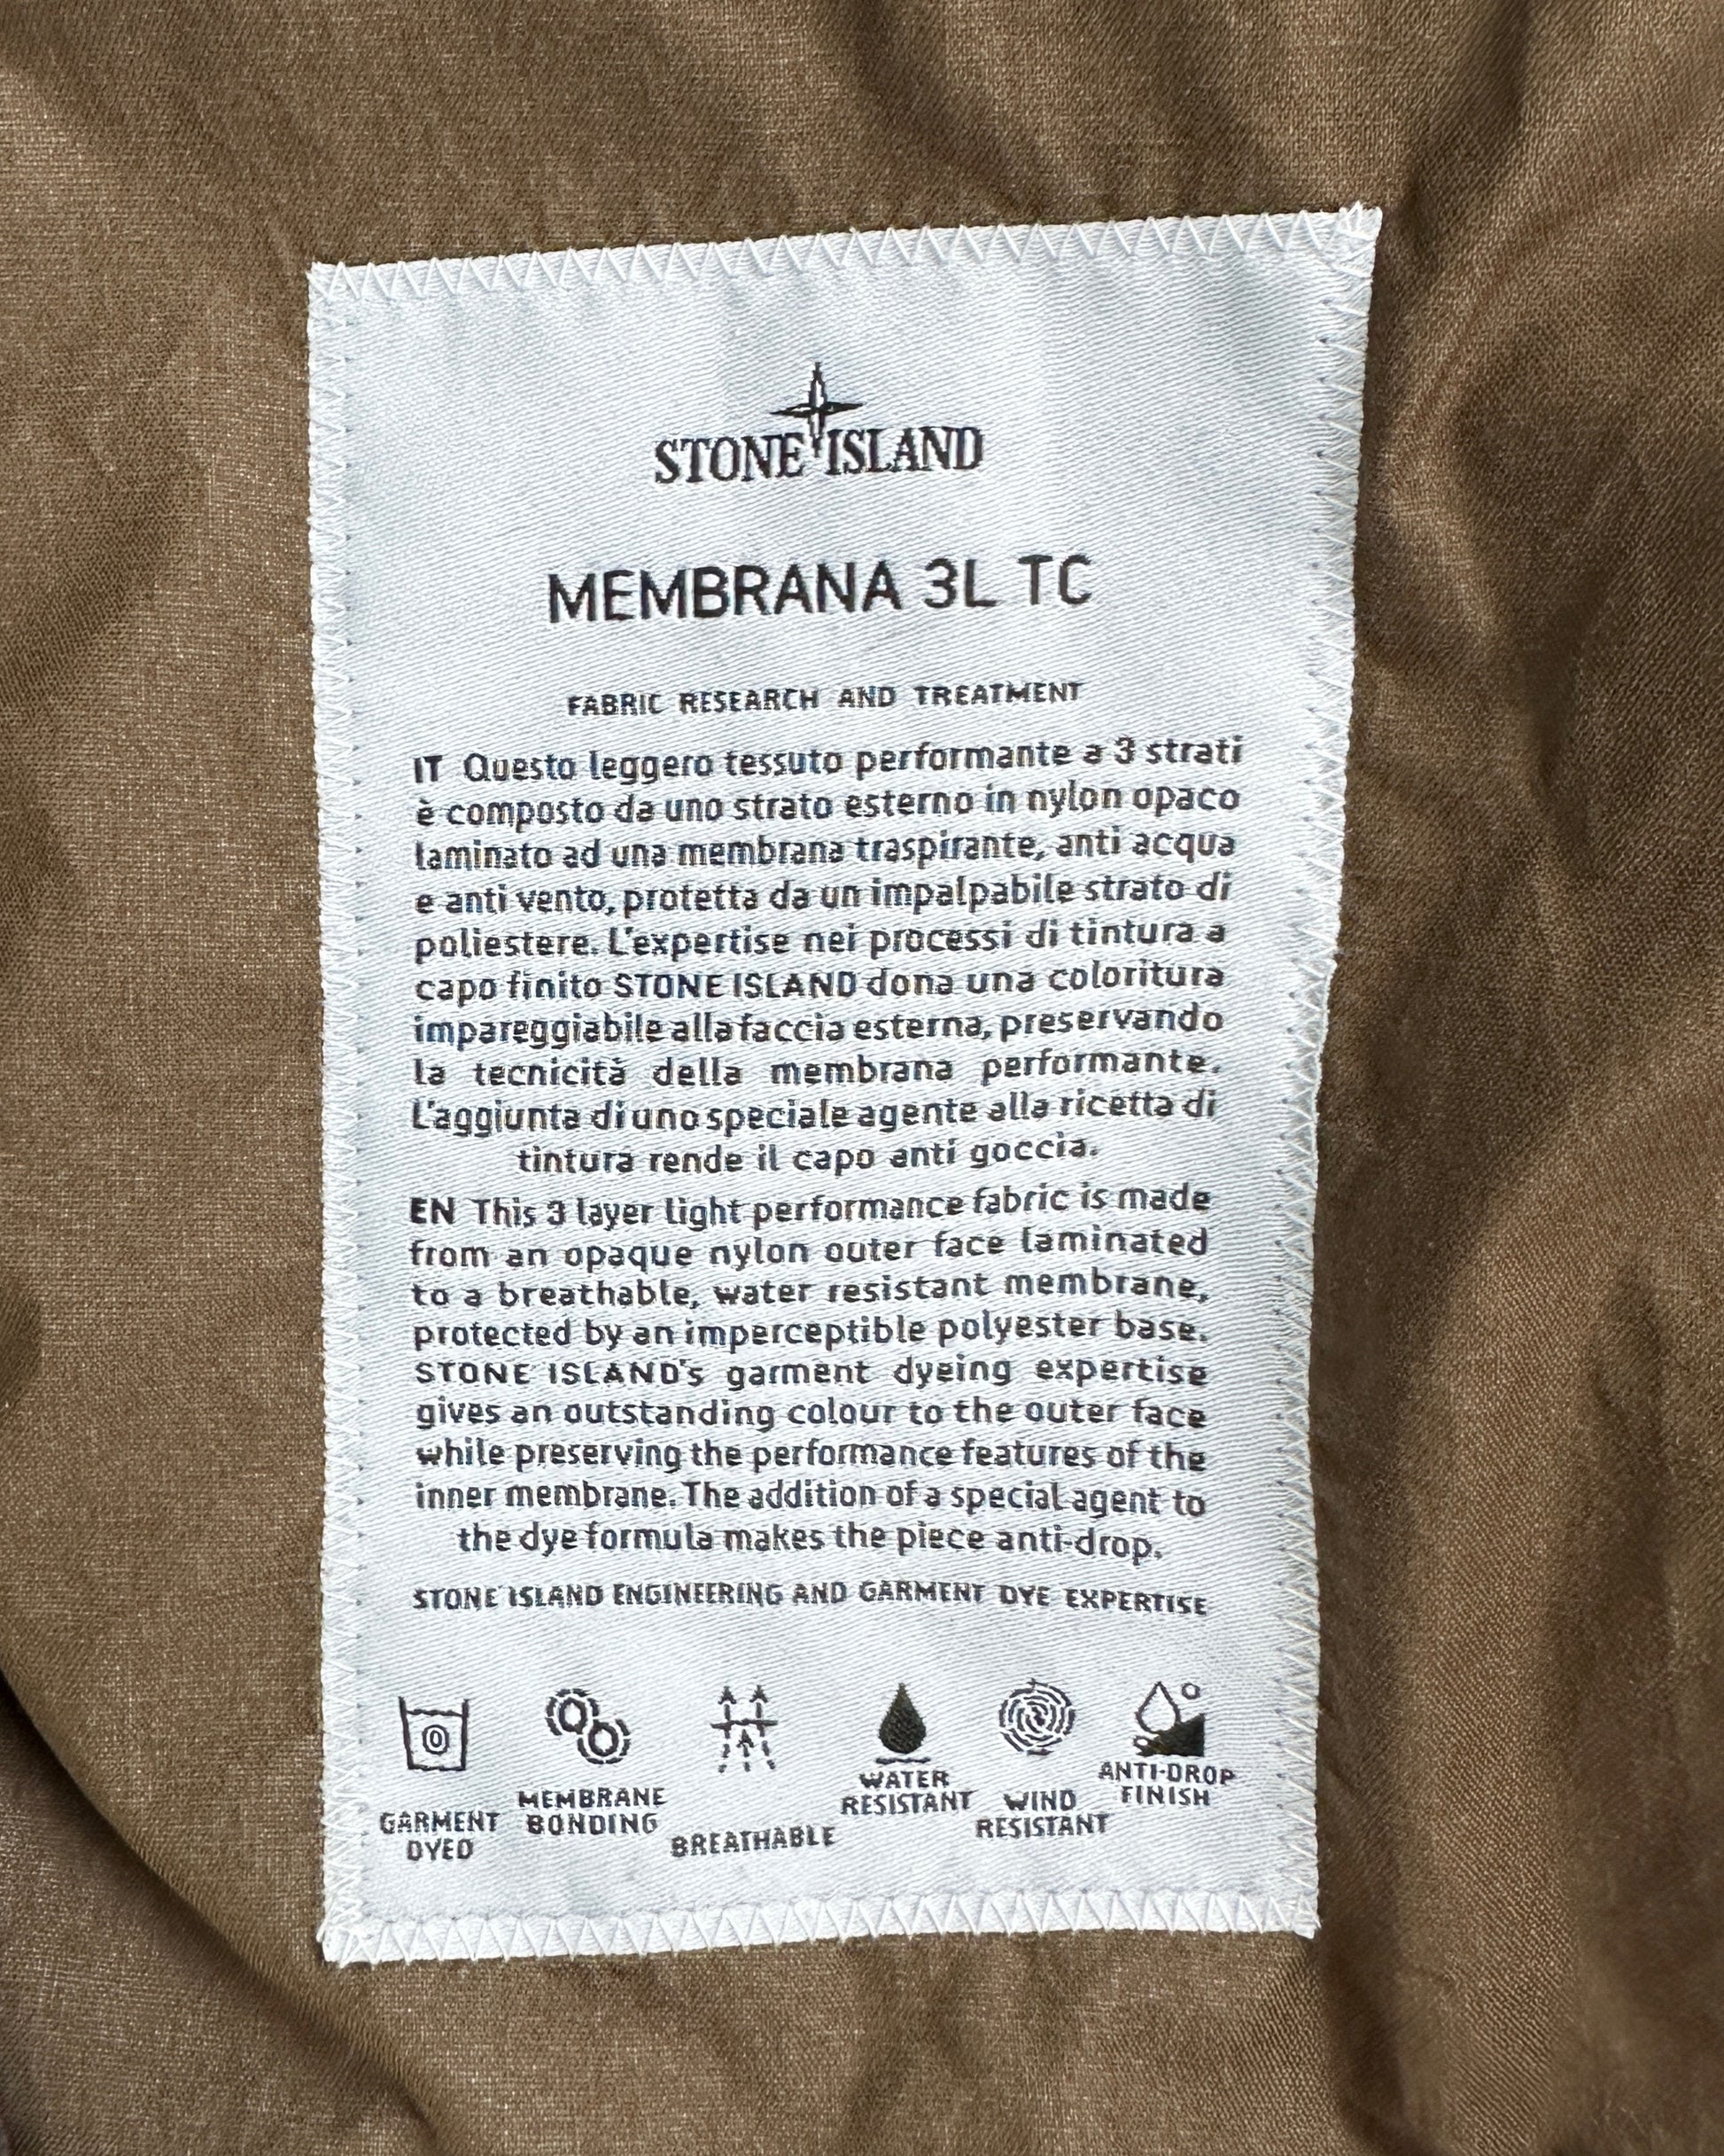 STONE ISLAND
MEMBRANA 3L TC
FABRIC RESEARCH AND TREATMENT
IT Questo leggero tessuto performante a 3 strati
è composto da uno strato esterno in nylon opaco
laminato ad una membrana traspirante, anti acqua
e anti vento, protetta da un impalpabile strato di
poliestere. L'expertise nei processi di tintura a
capo finito STONE ISLAND dona una coloritura
impareggiabile alla faccia esterna, preservando
la tecnicità della membrana performante.
L'aggiunta di uno speciale agente alla ricetta di
tintura rende il capo anti goccia.
EN This 3 layer light performance fabric is made
from an opaque nylon outer face laminated
to a breathable, water resistant membrane,
protected by an imperceptible polyester base.
STONE ISLAND's garment dyeing expertise
gives an outstanding colour to the outer face
while preserving the performance features of the
inner membrane. The addition of a special agent to
the dye formula makes the piece anti-drop.
STONE ISLAND ENGINEERING AND GARMENT DYE EXPERTISE
GARMENT
DYED
MEMBRANE
BONDING
BREATHABLE
WATER
RESISTANT
WIND
RESISTANT
ANTI-DROP
FINISH